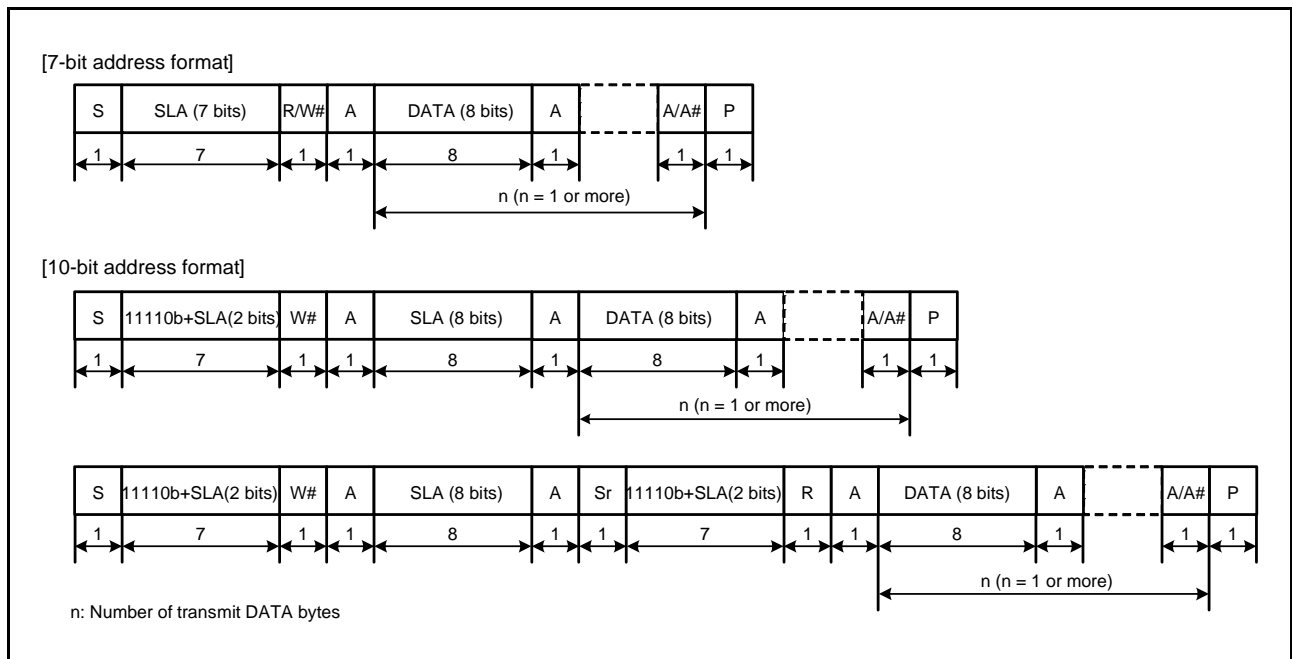 [7-bit address format]
S SLA (7 bits) R/W# A DATA (8 bits) A A/A# P
1 7 1 1 8 1 1 1
n (n = 1 or more)
[10-bit address format]
S 11110b+SLA(2 bits) W# A SLA (8 bits) A DATA (8 bits) A A/A# P
1 7 1 1 8 1 8 1 1 1
n (n = 1 or more)
S 11110b+SLA(2 bits) W# A SLA (8 bits) A Sr 11110b+SLA(2 bits) R A DATA (8 bits) A A/A# P
1 7 1 1 8 1 1 7 1 1 8 1 1 1
n (n = 1 or more)
n: Number of transmit DATA bytes